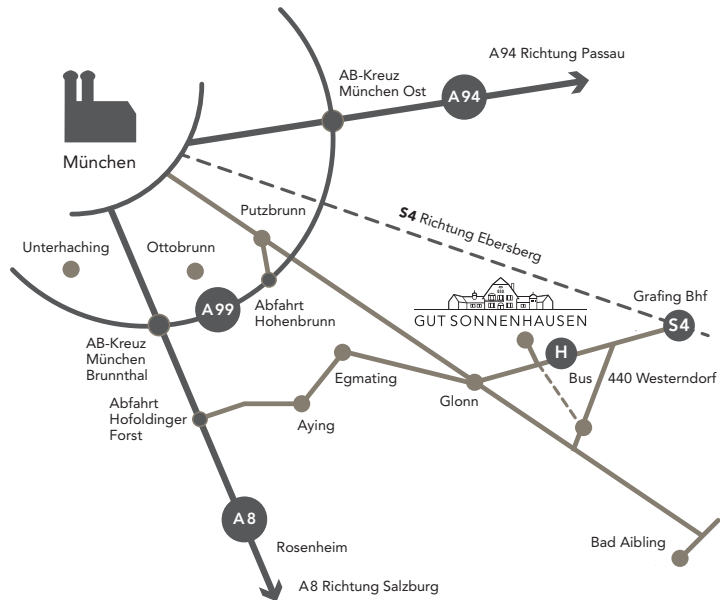 A94 Richtung Passau
AB-Kreuz
München Ost
A94
München
S4 Richtung Ebersberg
Putzbrunn
Unterhaching
Ottobrunn
A99
Abfahrt
Hohenbrunn
Grafing Bhf
S4
GUT SONNENHAUSEN
AB-Kreuz
München
Brunnthal
H
Bus
440 Westerndorf
Egmating
Glonn
Abfahrt
Hofoldinger
Forst
Aying
A8
Rosenheim
Bad Aibling
A8 Richtung Salzburg